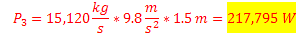 P₃ = 15,120 kg/s * 9.8 m/s² * 1.5 m = 217,795 W